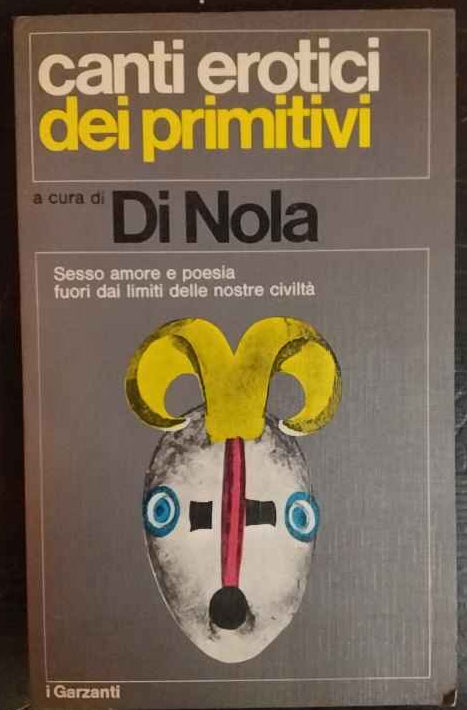 canti erotici
dei primitivi
a cura di Di Nola
Sesso amore e poesia
fuori dai limiti delle nostre civiltà
i Garzanti